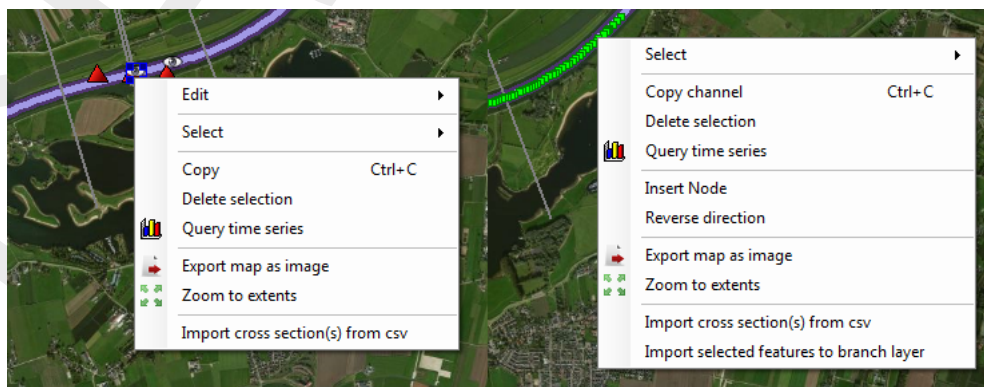 Edit
Select
Copy Ctrl+C
Delete selection
Query time series
Export map as image
Zoom to extents
Import cross section(s) from csv
Select
Copy channel Ctrl+C
Delete selection
Query time series
Insert Node
Reverse direction
Export map as image
Zoom to extents
Import cross section(s) from csv
Import selected features to branch layer